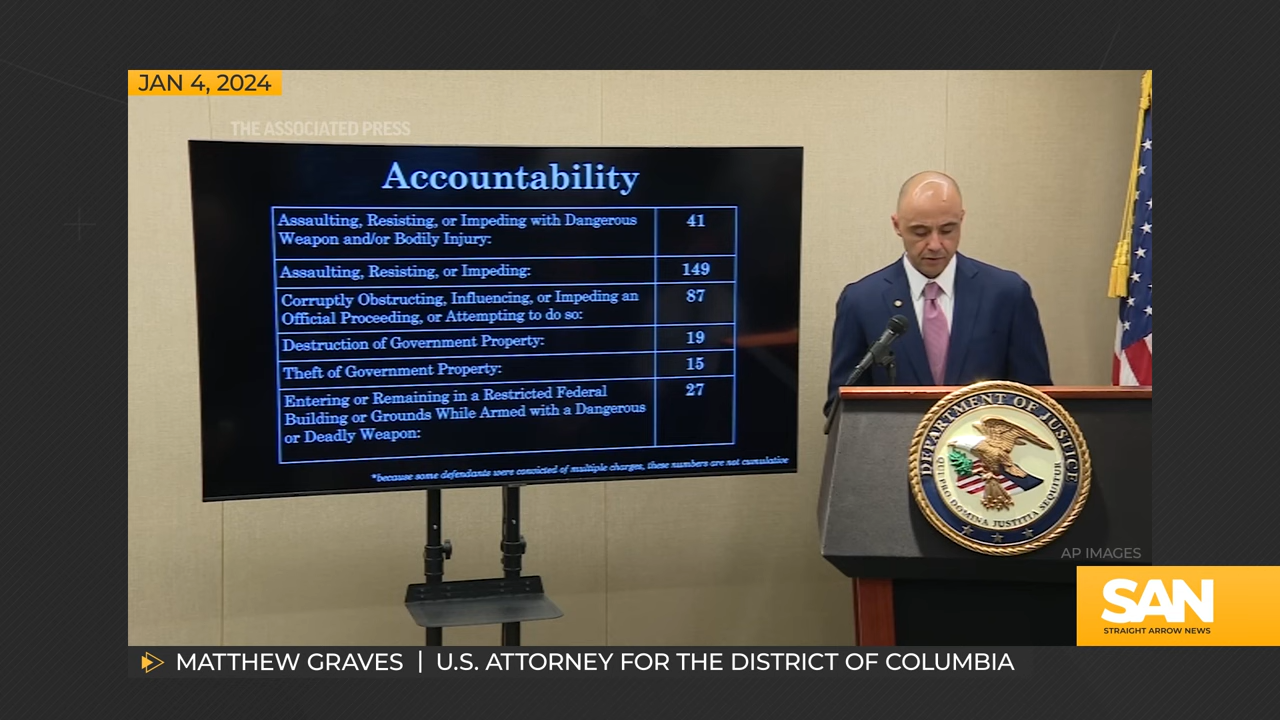 JAN 4, 2024
THE ASSOCIATED PRESS
Accountability
Assaulting, Resisting, or Impeding with Dangerous
Weapon and/or Bodily Injury:
41
Assaulting, Resisting, or Impeding:
149
Corruptly Obstructing, Influencing, or Impeding an
Official Proceeding, or Attempting to do so:
87
Destruction of Government Property:
19
Theft of Government Property:
15
Entering or Remaining in a Restricted Federal
Building or Grounds While Armed with a Dangerous
or Deadly Weapon:
27
*because some defendants were convicted of multiple charges, these numbers are not cumulative
DEPARTMENT OF JUSTICE
QUI PRO DOMINA JUSTITIA SEQUITUR
AP IMAGES
SAN
STRAIGHT ARROW NEWS
MATTHEW GRAVES | U.S. ATTORNEY FOR THE DISTRICT OF COLUMBIA